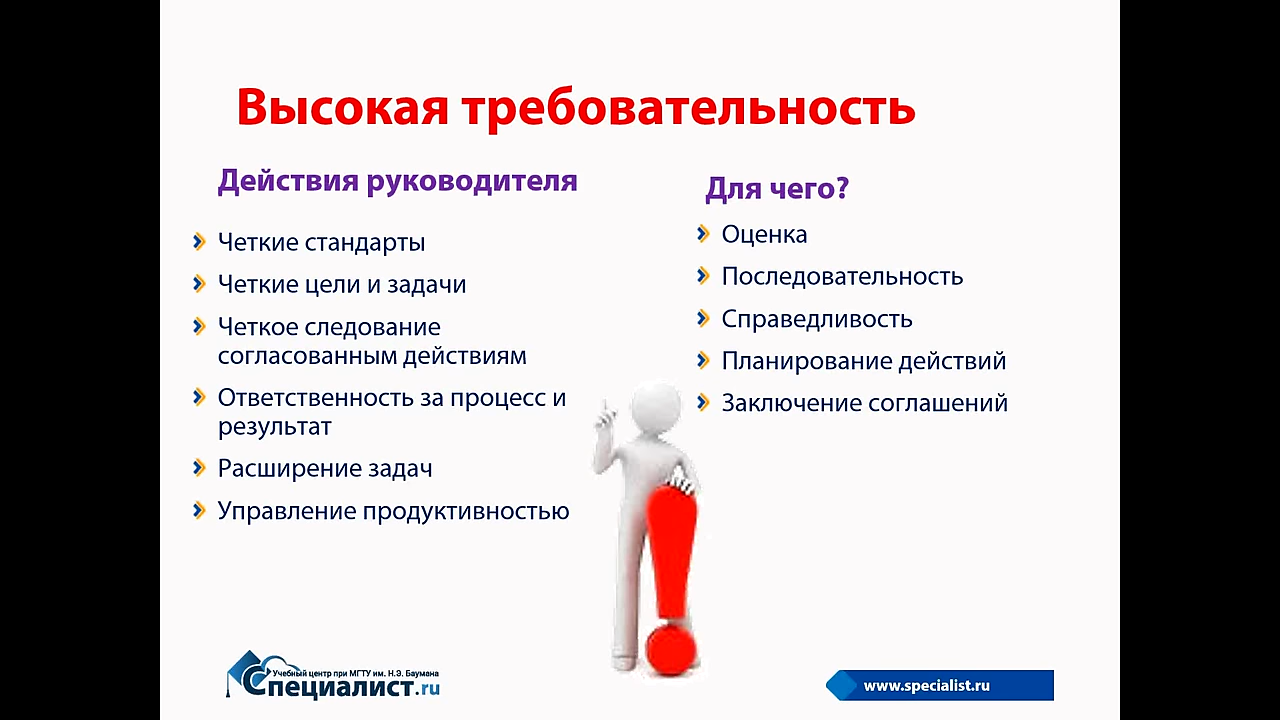 Высокая требовательность
Действия руководителя
Четкие стандарты
Четкие цели и задачи
Четкое следование
согласованным действиям
Ответственность за процесс и
результат
Расширение задач
Управление продуктивностью
Для чего?
Оценка
Последовательность
Справедливость
Планирование действий
Заключение соглашений
Учебный центр при МГТУ им. Н.Э. Баумана
Специалист.ru
www.specialist.ru